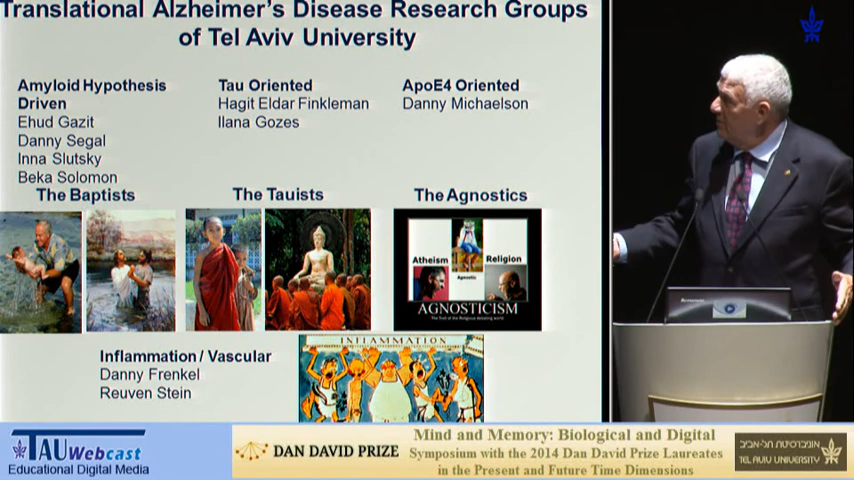 Translational Alzheimer's Disease Research Groups
of Tel Aviv University
Amyloid Hypothesis
Driven
Ehud Gazit
Danny Segal
Inna Slutsky
Beka Solomon
Tau Oriented
Hagit Eldar Finkleman
Ilana Gozes
ApoE4 Oriented
Danny Michaelson
The Baptists
The Tauists
The Agnostics
Atheism
Religion
Agnostic
AGNOSTICISM
Inflammation / Vascular
Danny Frenkel
Reuven Stein
INFLAMMATION
TAU Webcast
Educational Digital Media
DAN DAVID PRIZE
Mind and Memory: Biological and Digital
Symposium with the 2014 Dan David Prize Laureates
in the Present and Future Time Dimensions
אוניברסיטת תל-אביב
TEL AVIV UNIVERSITY